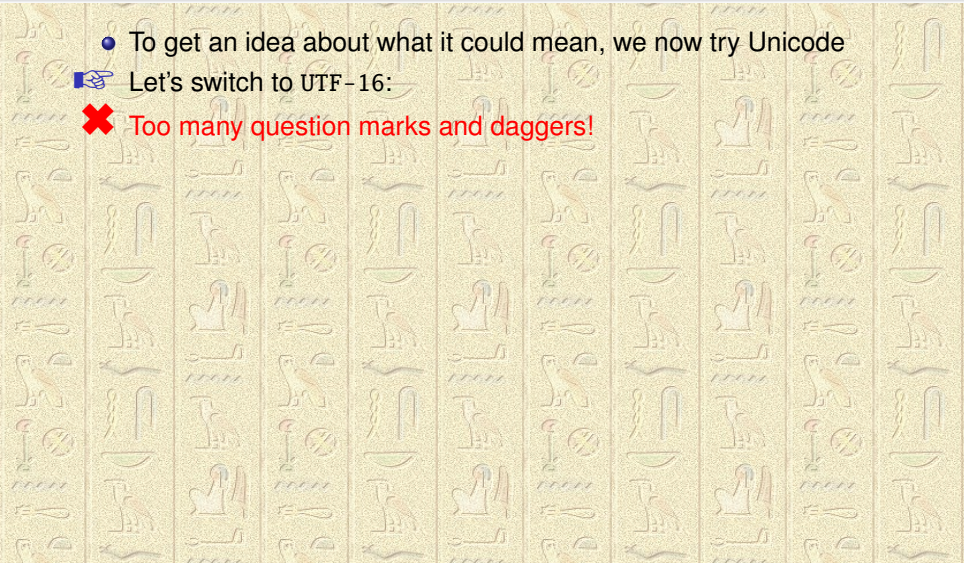 To get an idea about what it could mean, we now try Unicode
Let's switch to UTF-16:
Too many question marks and daggers!